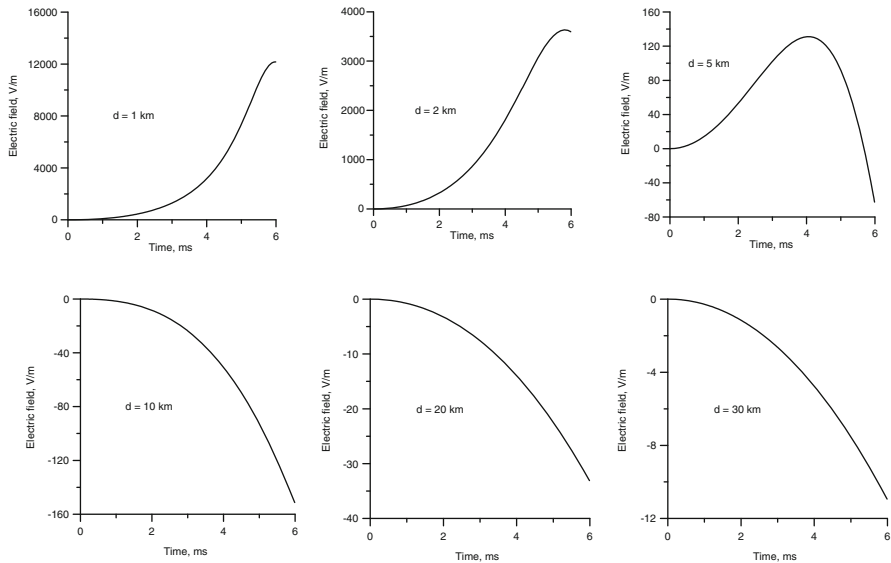 16000
12000
8000
4000
0
Electric field, V/m
d = 1 km
0 2 4 6
Time, ms
4000
3000
2000
1000
0
Electric field, V/m
d = 2 km
0 2 4 6
Time, ms
160
120
80
40
0
-40
-80
Electric field, V/m
d = 5 km
0 2 4 6
Time, ms
0
-40
-80
-120
-160
Electric field, V/m
d = 10 km
0 2 4 6
Time, ms
0
-10
-20
-30
-40
Electric field, V/m
d = 20 km
0 2 4 6
Time, ms
0
-4
-8
-12
Electric field, V/m
d = 30 km
0 2 4 6
Time, ms